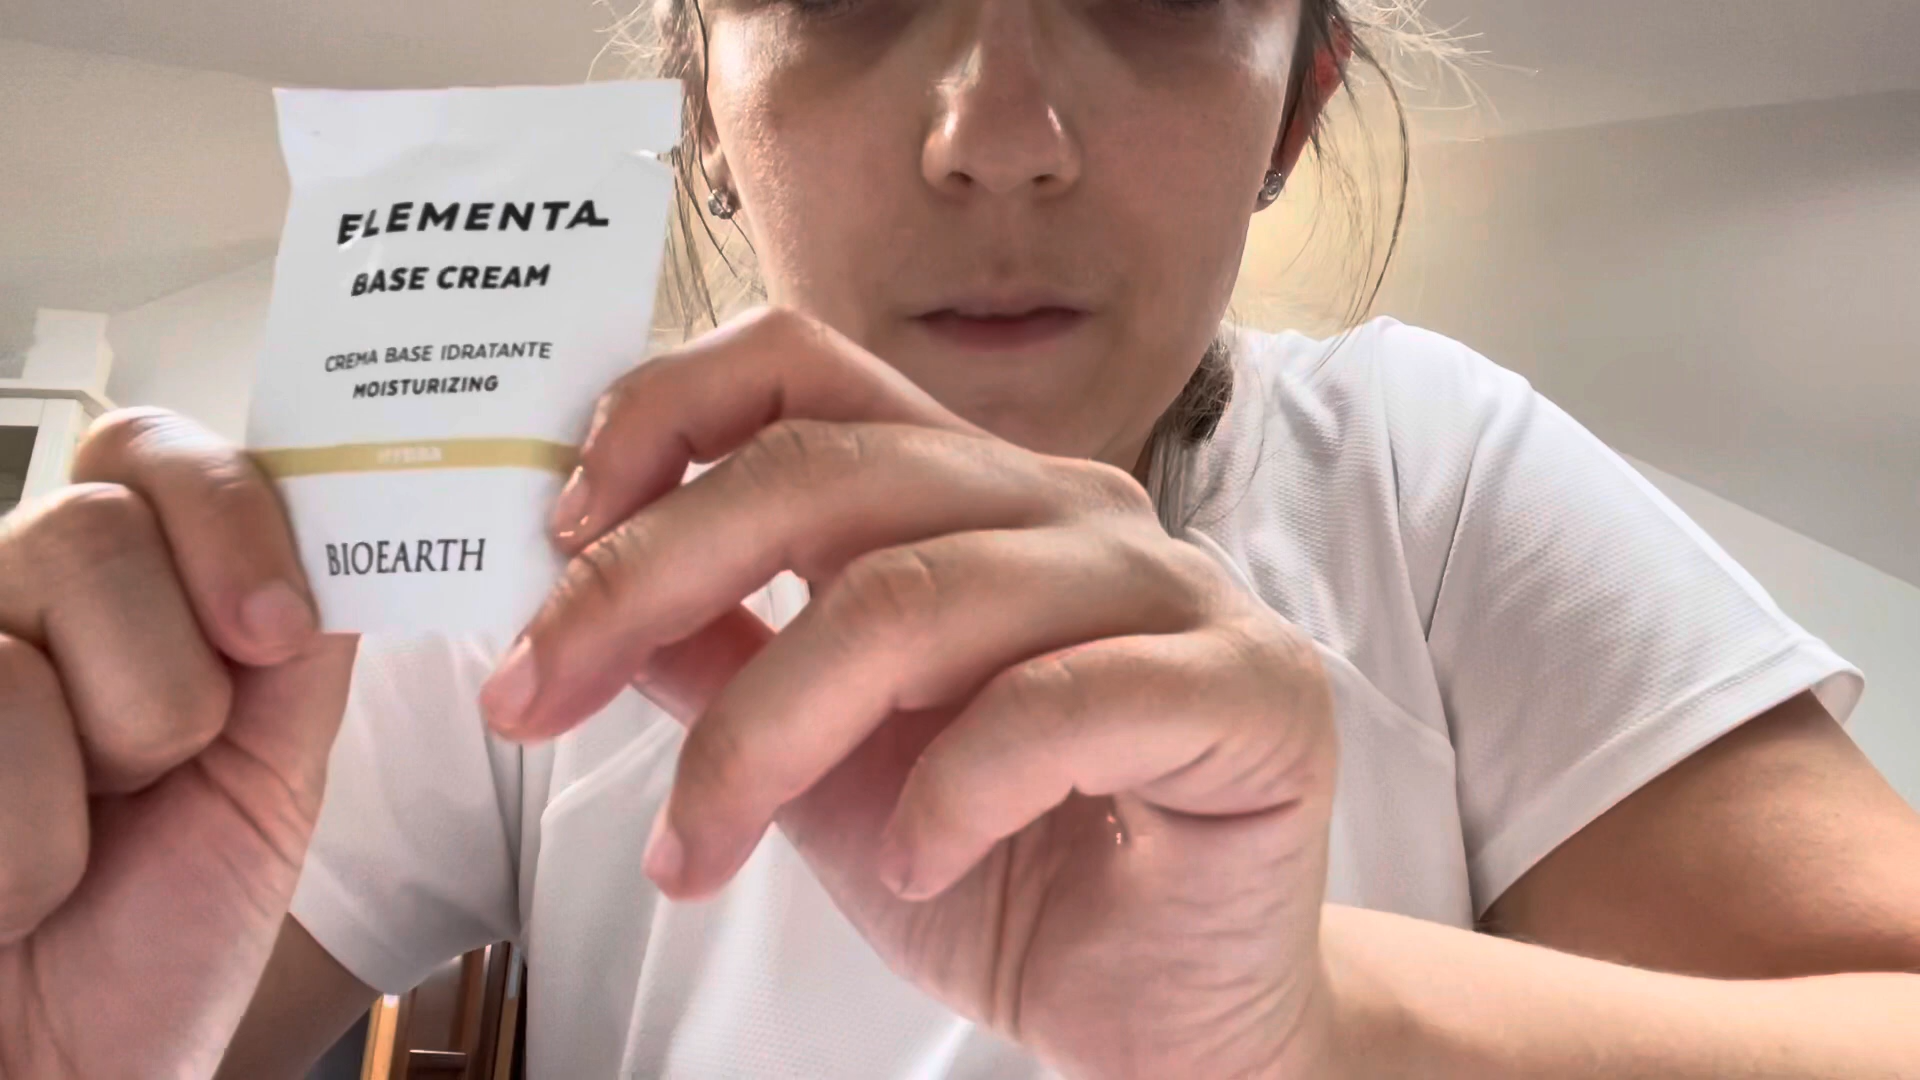 ELEMENTA
BASE CREAM
CREMA BASE IDRATANTE
MOISTURIZING
BIOEARTH